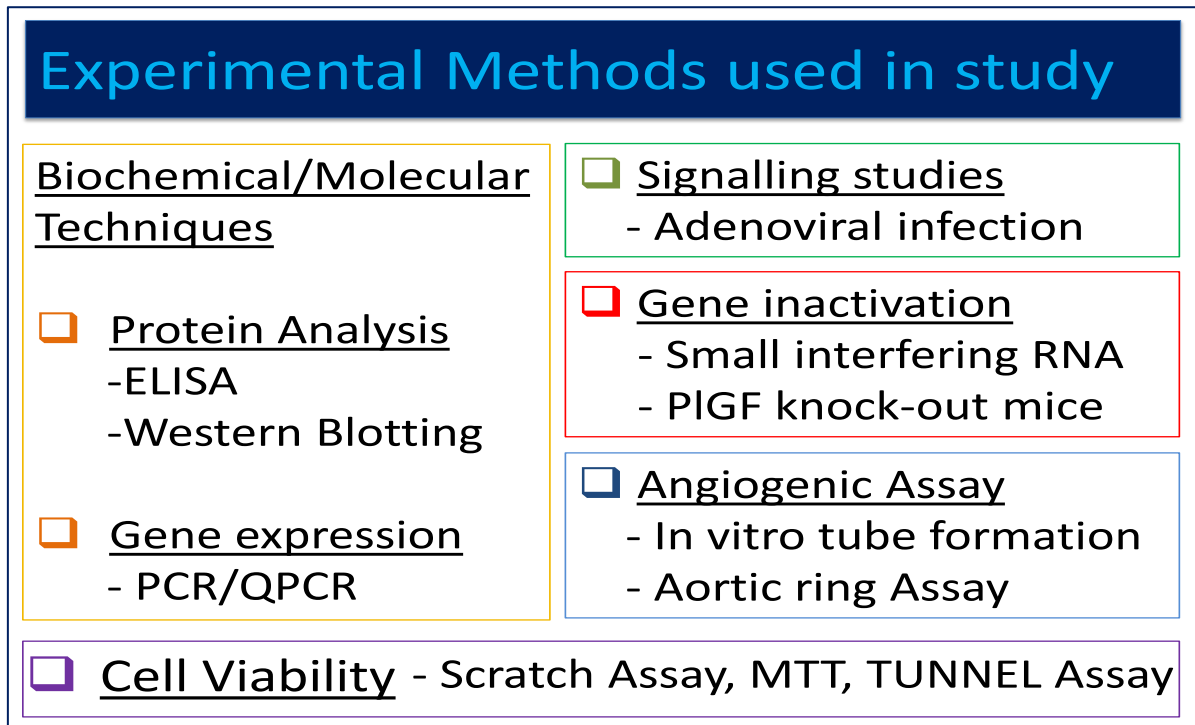 Experimental Methods used in study
Biochemical/Molecular
Techniques
Protein Analysis
-ELISA
-Western Blotting
Gene expression
- PCR/QPCR
Signalling studies
- Adenoviral infection
Gene inactivation
- Small interfering RNA
- PlGF knock-out mice
Angiogenic Assay
- In vitro tube formation
- Aortic ring Assay
Cell Viability - Scratch Assay, MTT, TUNNEL Assay